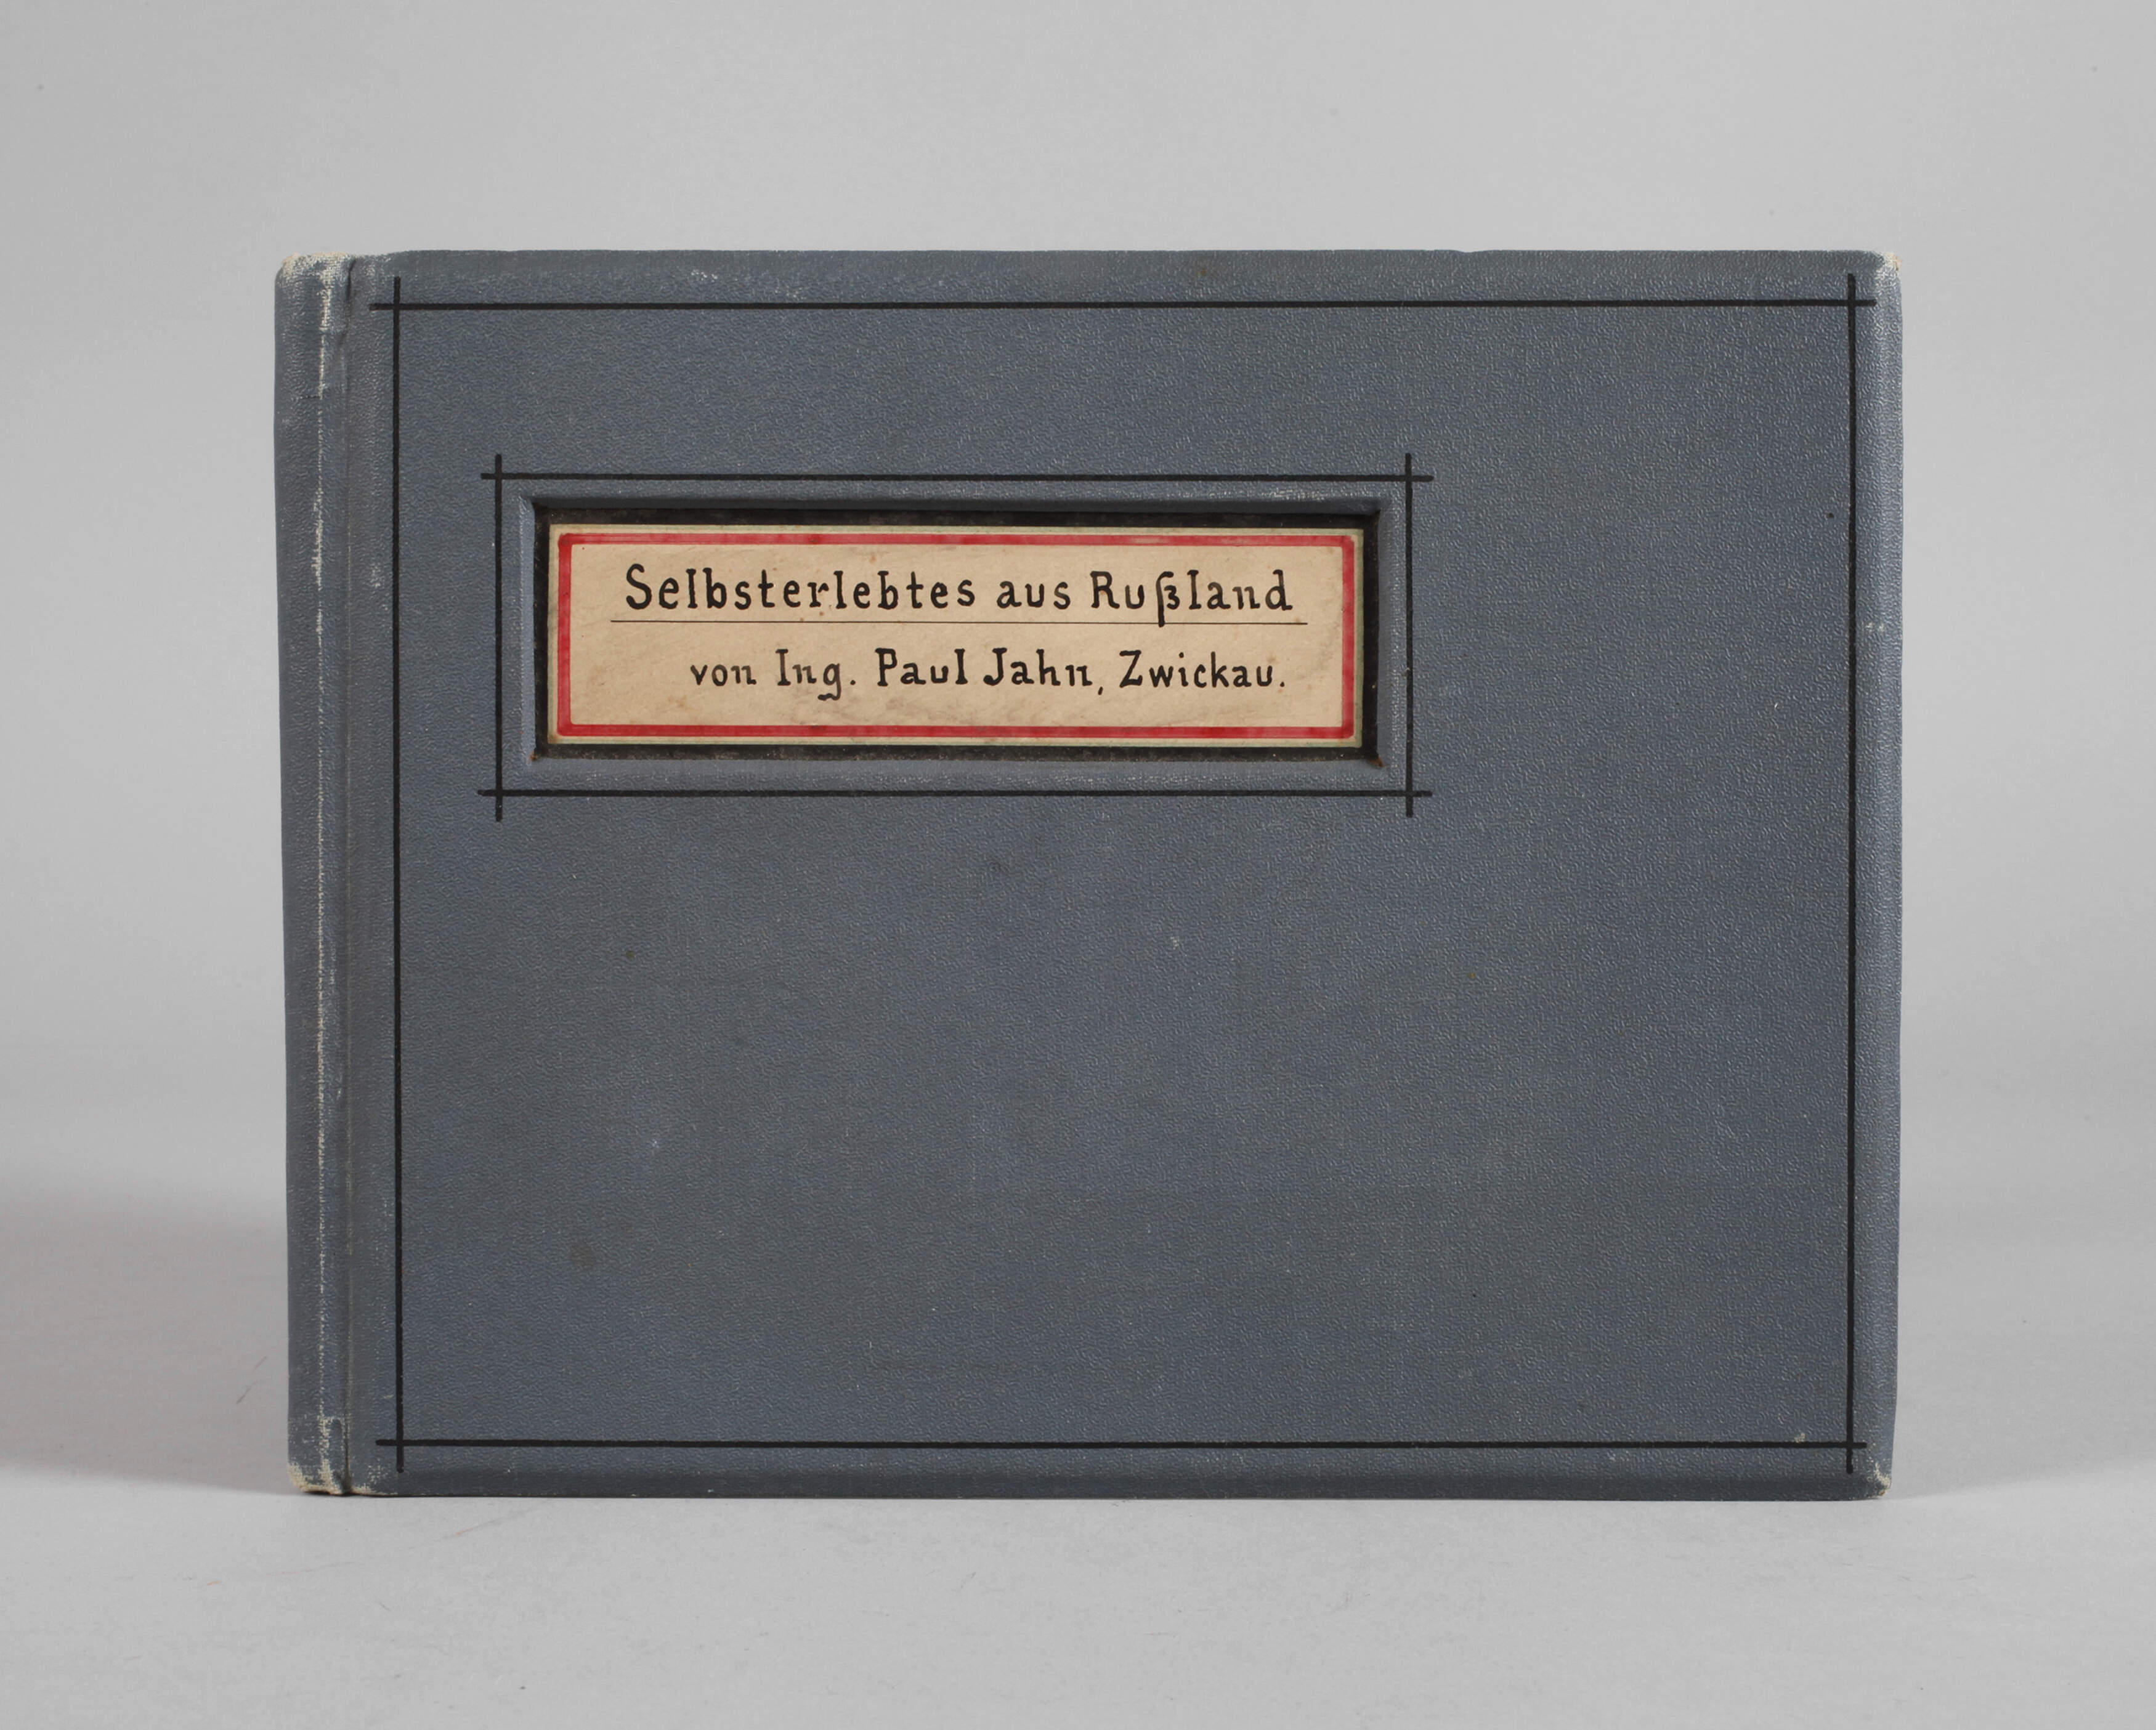 Selbsterlebtes aus Rußland
von Ing. Paul Jahn, Zwickau.